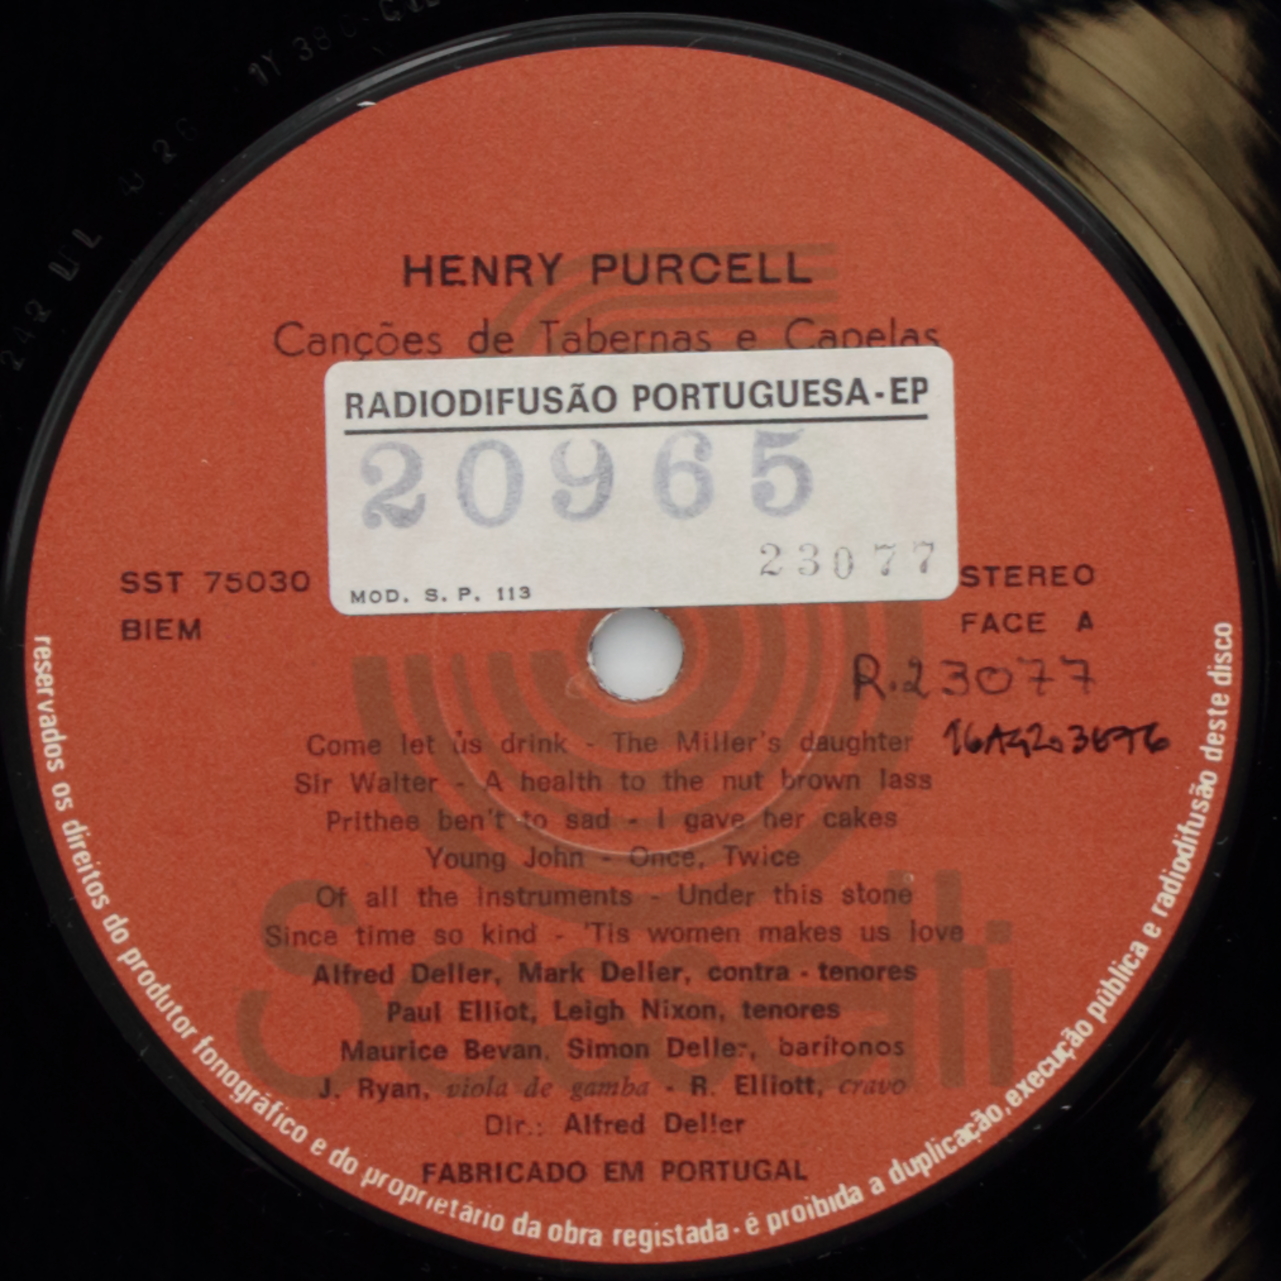 HENRY PURCELL
Canções de Tabernas e Capelas
RADIODIFUSÃO PORTUGUESA-EP
20965
23077
MOD. S. P. 113
SST 75030
BIEM
STEREO
FACE A
R.23077
Come let us drink - The Miller's daughter
Sir Walter - A health to the nut brown lass
Prithee ben't to sad - I gave her cakes
Young John - Once, Twice
Of all the Instruments - Under this stone
Since time so kind - 'Tis women makes us love
Alfred Deller, Mark Deller, contra - tenores
Paul Elliot, Leigh Nixon, tenores
Maurice Bevan, Simon Deller, barítonos
J. Ryan, viola de gamba - R. Elliott, cravo
Dir.: Alfred Deller
FABRICADO EM PORTUGAL
Sassetti
reservados os direitos do produtor fonográfico e do proprietário da obra registada - é proibida a duplicação, execução pública e radiodifusão deste disco